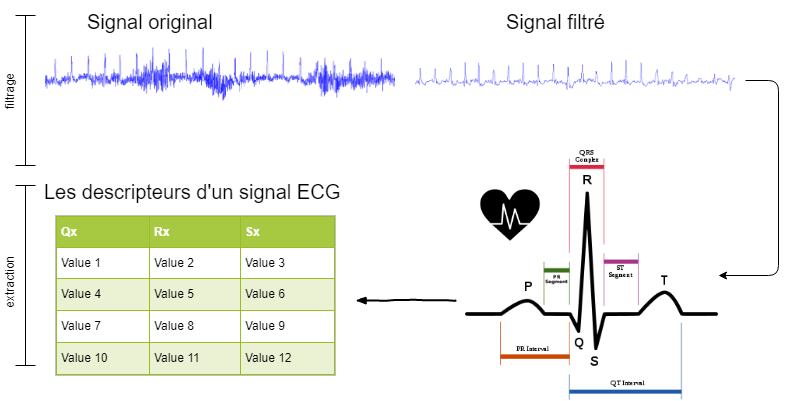 Signal original
Signal filtré
filtrage
QRS
Complex
R
Les descripteurs d'un signal ECG
extraction
Qx Rx Sx
Value 1 Value 2 Value 3
Value 4 Value 5 Value 6
Value 7 Value 8 Value 9
Value 10 Value 11 Value 12
P
PR
Segment
ST
Segment
T
Q
S
PR Interval
QT Interval